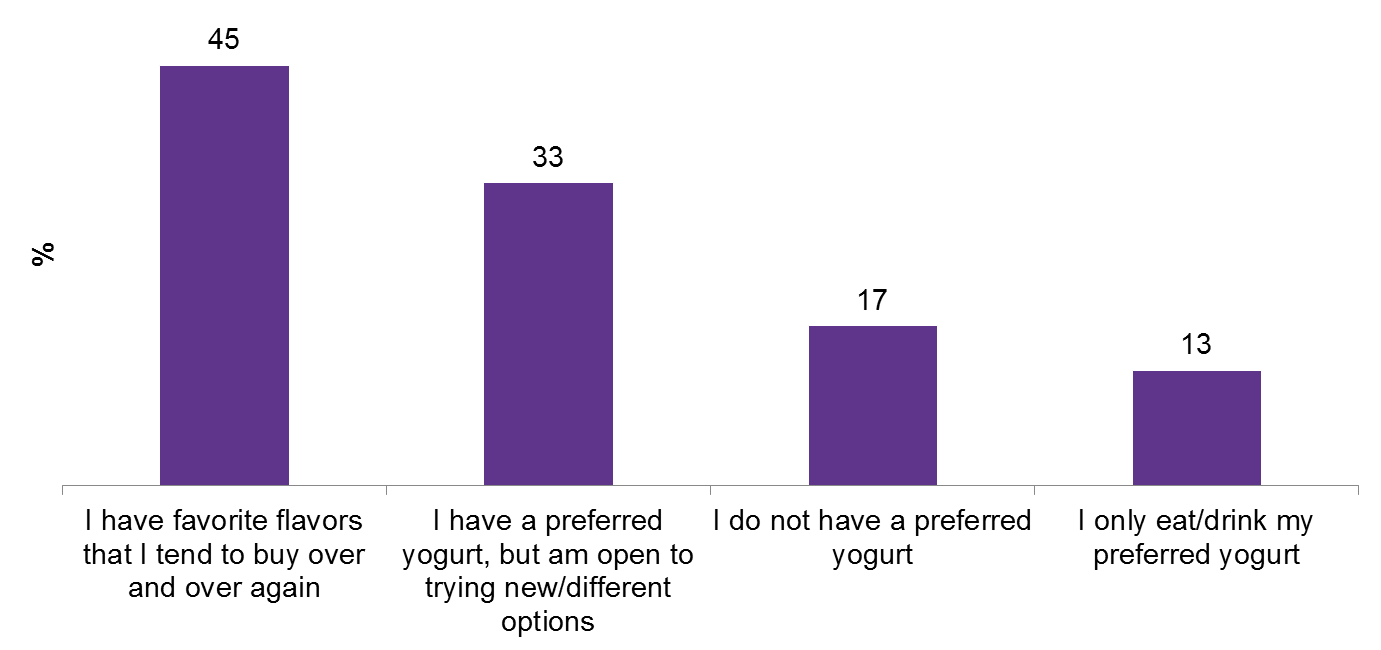 45
33
17
13
%
I have favorite flavors
that I tend to buy over
and over again
I have a preferred
yogurt, but am open to
trying new/different
options
I do not have a preferred
yogurt
I only eat/drink my
preferred yogurt